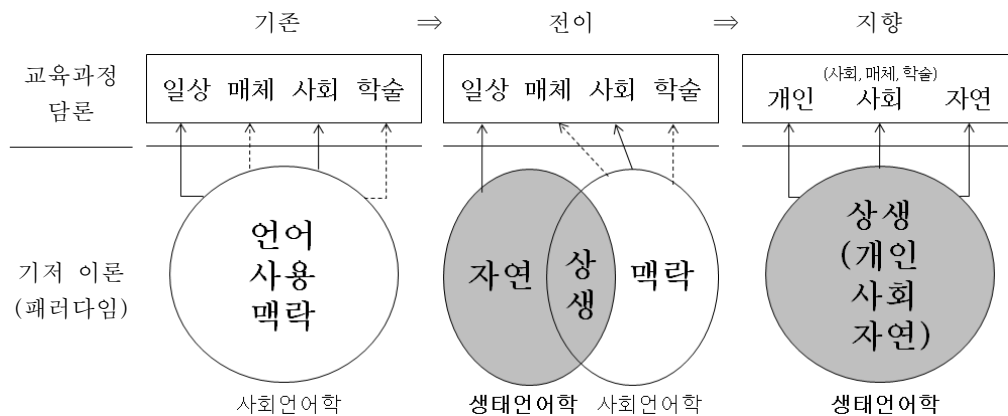 기존 ⇒ 전이 ⇒ 지향
교육과정
담론
일상 매체 사회 학술
일상 매체 사회 학술
(사회, 매체, 학술)
개인 사회 자연
기저 이론
(패러다임)
언어
사용
맥락
자연
상
생
맥락
상생
(개인
사회
자연)
사회언어학
생태언어학 사회언어학
생태언어학